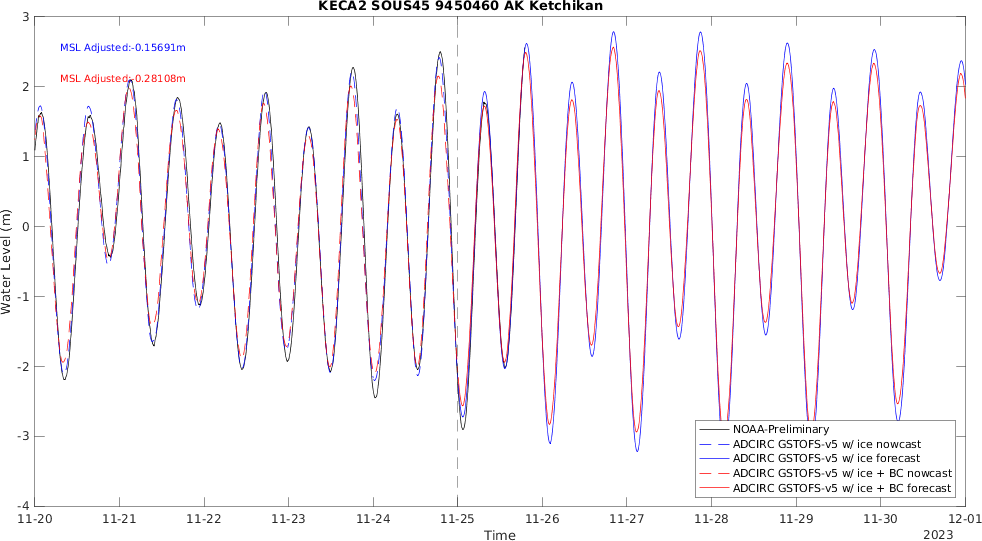 KECA2 SOUS45 9450460 AK Ketchikan
3
MSL Adjusted:-0.15691m
MSL Adjusted:-0.28108m
2
1
0
-1
-2
-3
-4
Water Level (m)
NOAA-Preliminary
ADCIRC GSTOFS-v5 w/ ice nowcast
ADCIRC GSTOFS-v5 w/ ice forecast
ADCIRC GSTOFS-v5 w/ ice + BC nowcast
ADCIRC GSTOFS-v5 w/ ice + BC forecast
11-20 11-21 11-22 11-23 11-24 11-25 11-26 11-27 11-28 11-29 11-30 12-01
Time
2023